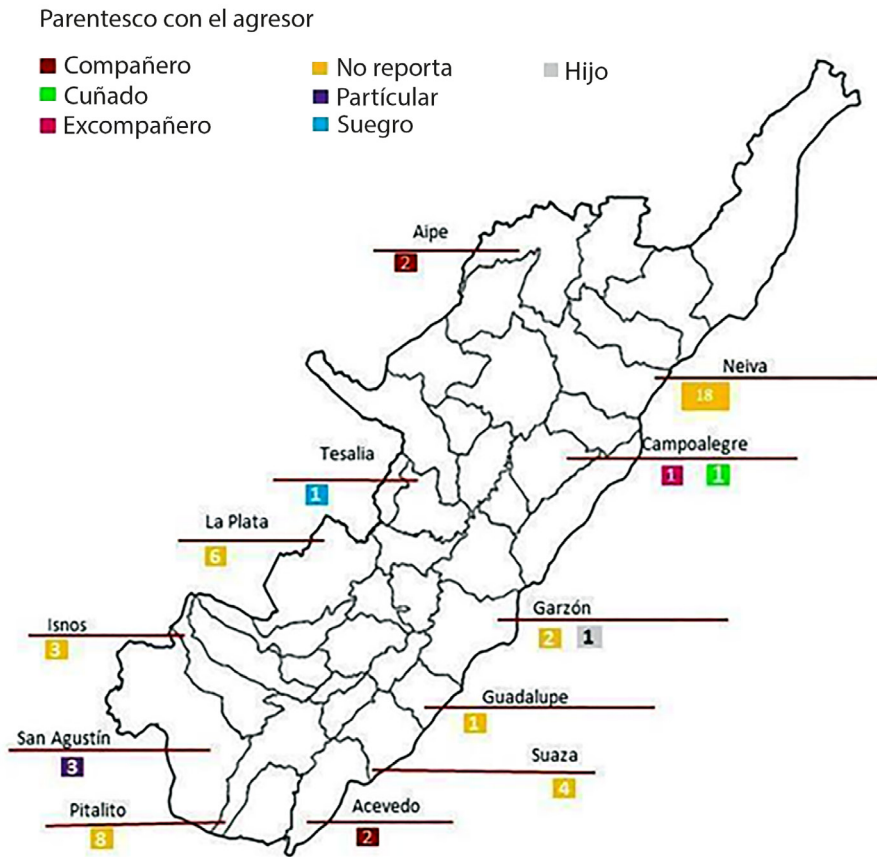 Parentesco con el agresor
Compañero
No reporta
Hijo
Cuñado
Partícular
Excompañero
Suegro
Aipe
2
Neiva
18
Campoalegre
1 1
Tesalia
1
La Plata
6
Garzón
2 1
Isnos
3
Guadalupe
1
San Agustín
3
Suaza
4
Pitalito
8
Acevedo
2